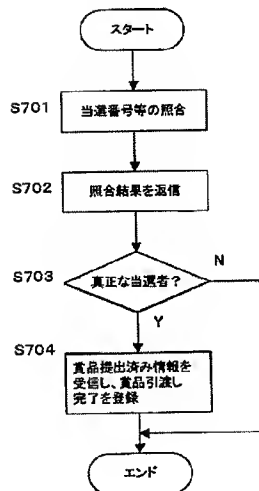 スタート
S701
当選番号等の照合
S702
照合結果を返信
S703
真正な当選者?
N
Y
S704
賞品提出済み情報を
受信し、賞品引渡し
完了を登録
エンド